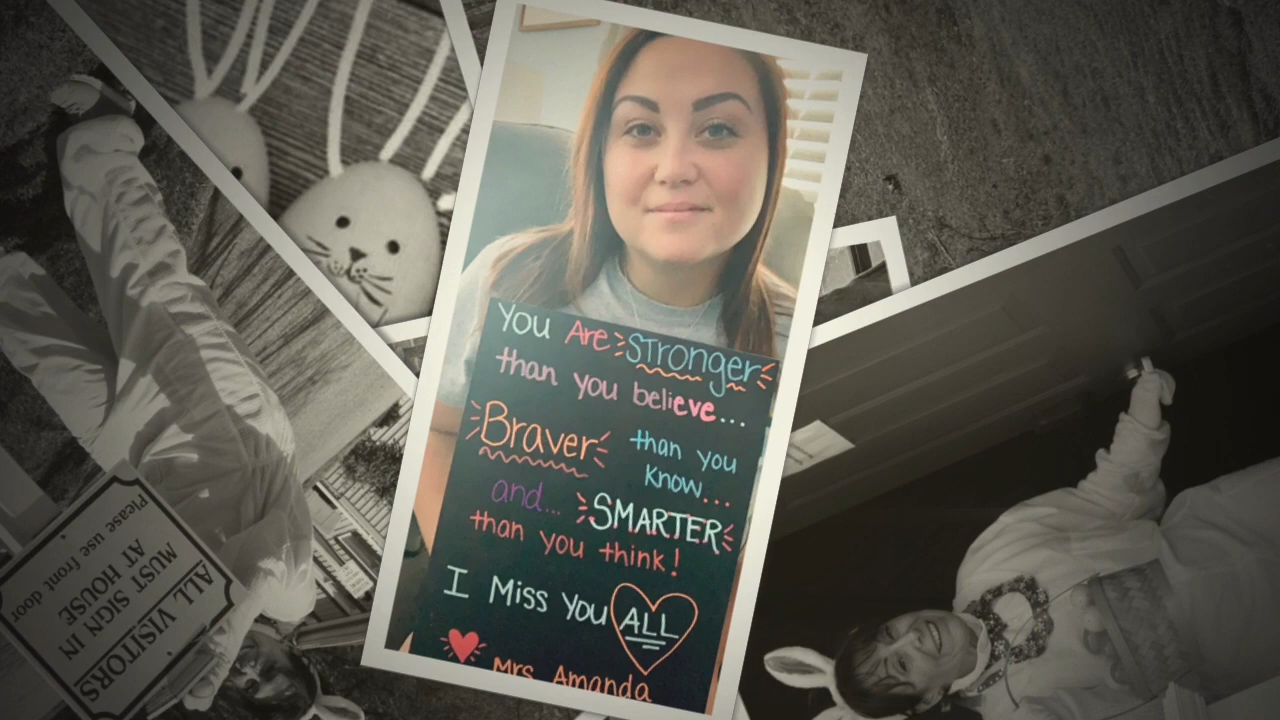 You Are Stronger
than you believe...
Braver than you
know...
and... SMARTER
than you think!
I Miss You ALL
Mrs. Amanda
ALL VISITORS
MUST SIGN IN
AT HOUSE
Please use front door